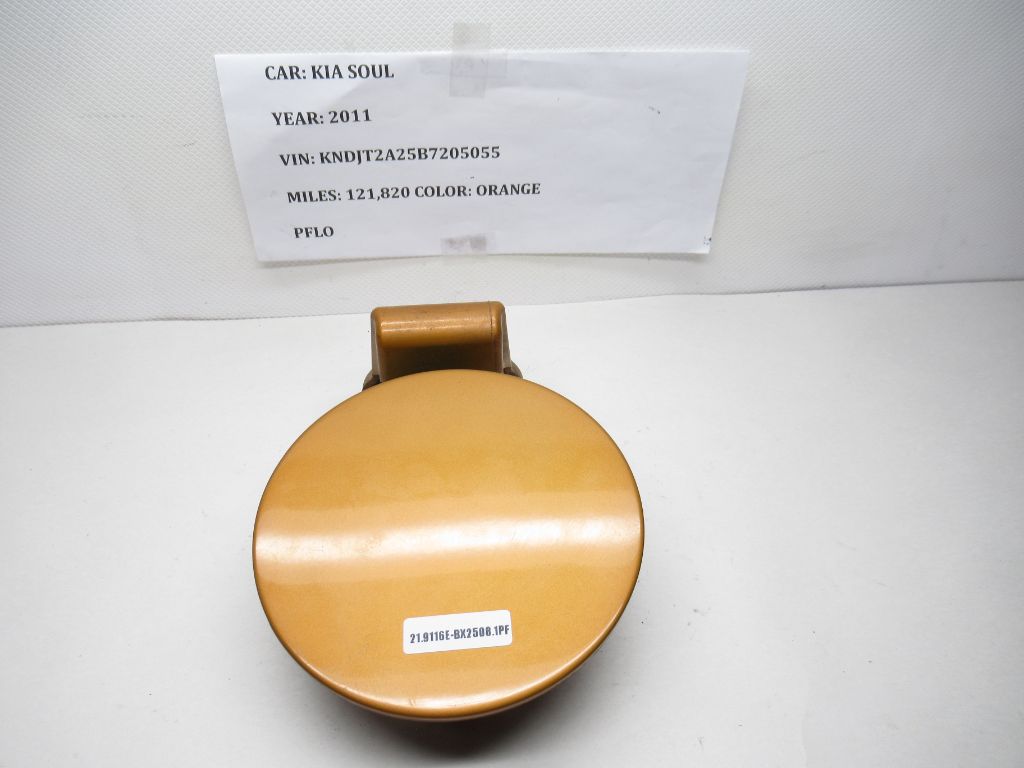 CAR: KIA SOUL
YEAR: 2011
VIN: KNDJT2A25B7205055
MILES: 121,820 COLOR: ORANGE
PFLO
21.9116E-BX2508.1PF